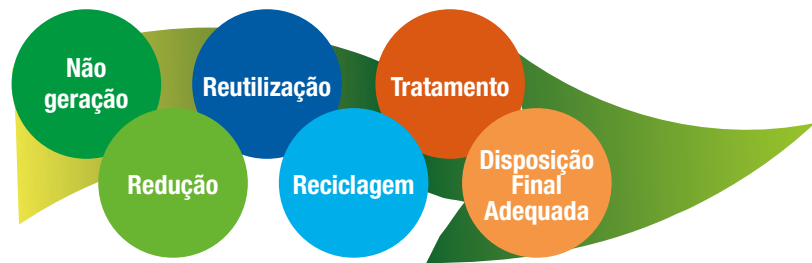 Não
geração
Redução
Reutilização
Reciclagem
Tratamento
Disposição
Final
Adequada